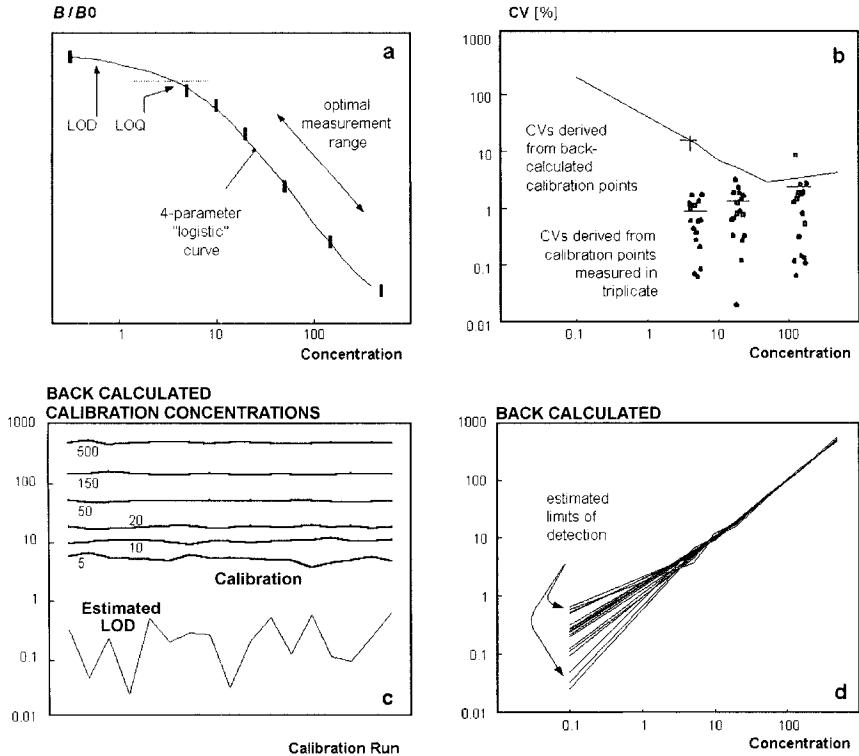 B / B0
a
LOD
LOQ
optimal
measurement
range
4-parameter
"logistic"
curve
1
10
100
Concentration
CV [%]
b
1000
100
10
1
0.1
0.01
CVs derived
from back-
calculated
calibration
points
CVs derived from
calibration points
measured in
triplicate
0.1
1
10
100
Concentration
BACK CALCULATED
CALIBRATION CONCENTRATIONS
1000
100
10
1
0.1
0.01
500
150
50
20
10
5
Calibration
Estimated
LOD
c
Calibration Run
BACK CALCULATED
1000
100
10
1
0.1
0.01
estimated
limits of
detection
d
0.1
1
10
100
Concentration